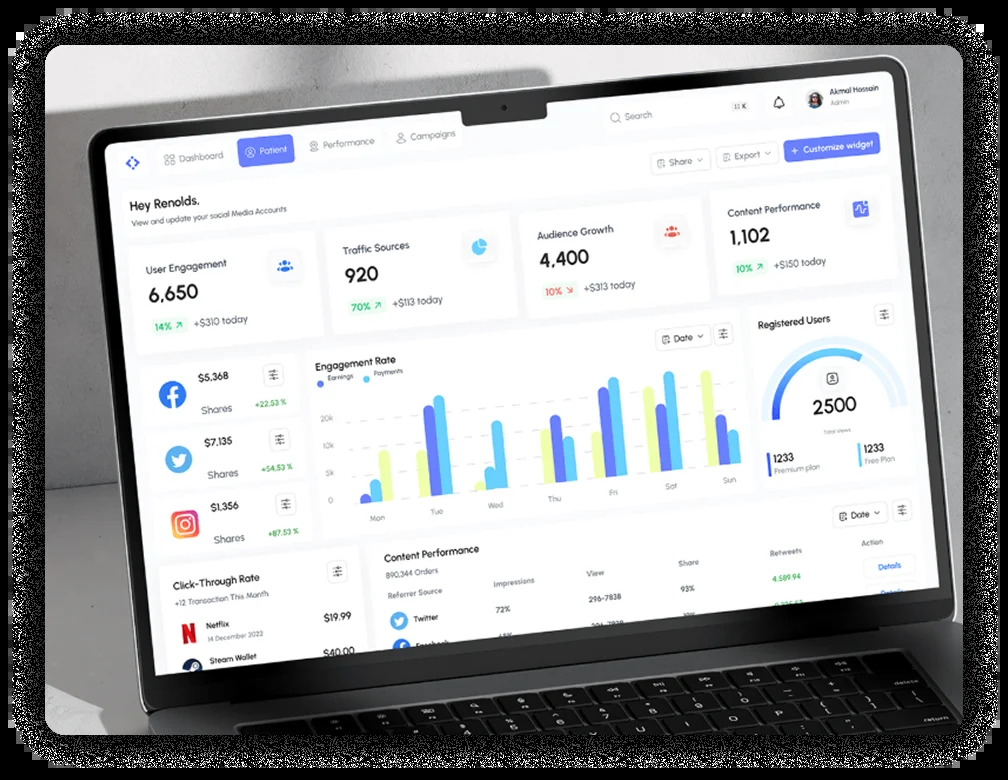 Dashboard
Patient
Performance
Campaigns
Search
K
Akmal Hossain
Admin
Hey Renolds.
View and update your social Media Accounts
Share
Export
+ Customize widget
User Engagement
6,650
14% ↗ +$310 today
Traffic Sources
920
70% ↗ +$113 today
Audience Growth
4,400
10% ↘ +$313 today
Content Performance
1,102
10% ↗ +$150 today
$5,368
Shares
+22,53 %
$7,135
Shares
+54,53 %
$1,356
Shares
+87,53 %
Engagement Rate
Earnings
Payments
Date
20k
10k
5k
0
Mon
Tue
Wed
Thu
Fri
Sat
Sun
Registered Users
2500
Total Views
1233
Premium plan
1233
Free Plan
Click-Through Rate
+12 Transaction This Month
Netflix
14 December 2022
$19.99
Steam Wallet
$40.00
Content Performance
890,344 Orders
Date
Referrer Source
Impressions
View
Share
Retweets
Action
Twitter
72%
296-7838
93%
4,589.94
Details
Facebook
Details
delete
return